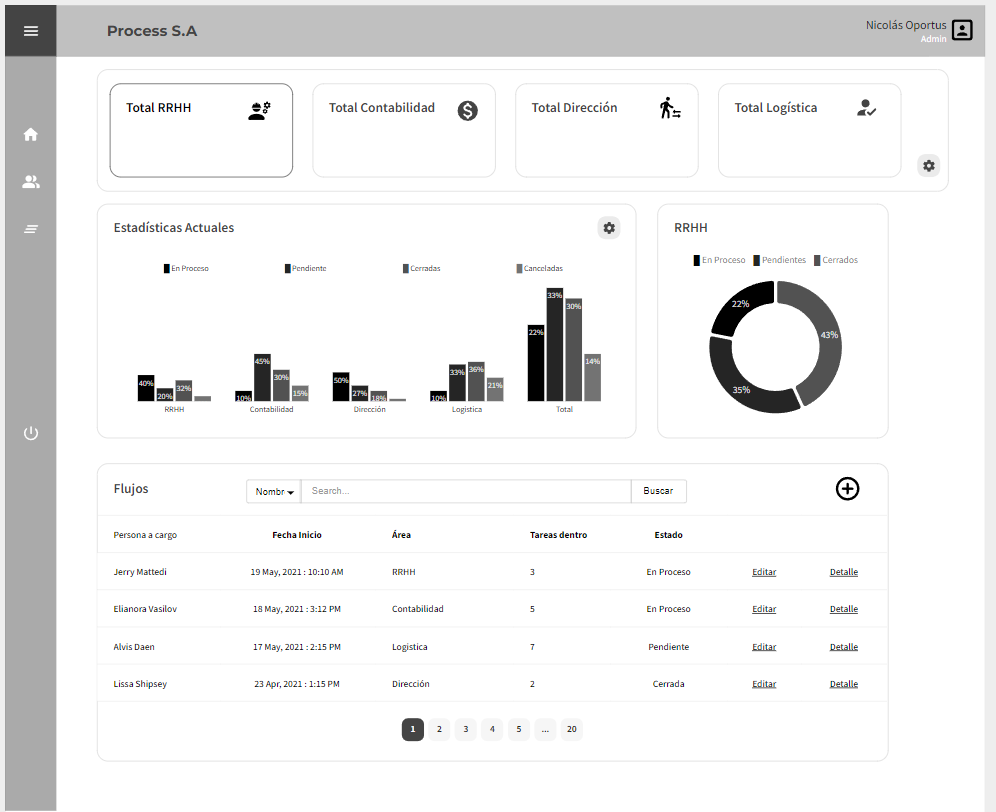 Process S.A
Nicolás Oportus
Admin
Total RRHH
Total Contabilidad
Total Dirección
Total Logística
Estadísticas Actuales
En Proceso Pendiente Cerradas Canceladas
40% 20% 32%
10% 45% 30% 15%
50% 27% 18%
10% 33% 36% 21%
22% 33% 30% 14%
RRHH Contabilidad Dirección Logistica Total
RRHH
En Proceso Pendientes Cerrados
22%
43%
35%
Flujos
Nombr Search... Buscar
Persona a cargo Fecha Inicio Área Tareas dentro Estado
Jerry Mattedi 19 May, 2021 : 10:10 AM RRHH 3 En Proceso Editar Detalle
Elianora Vasilov 18 May, 2021 : 3:12 PM Contabilidad 5 En Proceso Editar Detalle
Alvis Daen 17 May, 2021 : 2:15 PM Logistica 7 Pendiente Editar Detalle
Lissa Shipsey 23 Apr, 2021 : 1:15 PM Dirección 2 Cerrada Editar Detalle
1 2 3 4 5 ... 20